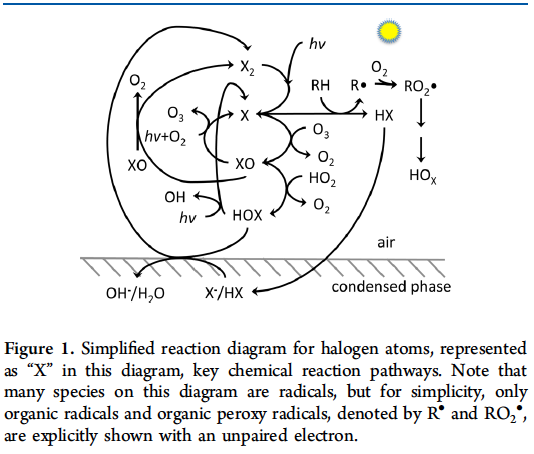 hν
X₂
O₂
O₂
RH
R•
RO₂•
O₃
X
HX
hν+O₂
O₃
O₂
XO
XO
HO₂
HOₓ
OH
O₂
hν
HOX
air
OH⁻/H₂O
X⁻/HX
condensed phase
Figure 1. Simplified reaction diagram for halogen atoms, represented
as “X” in this diagram, key chemical reaction pathways. Note that
many species on this diagram are radicals, but for simplicity, only
organic radicals and organic peroxy radicals, denoted by R• and RO₂•,
are explicitly shown with an unpaired electron.